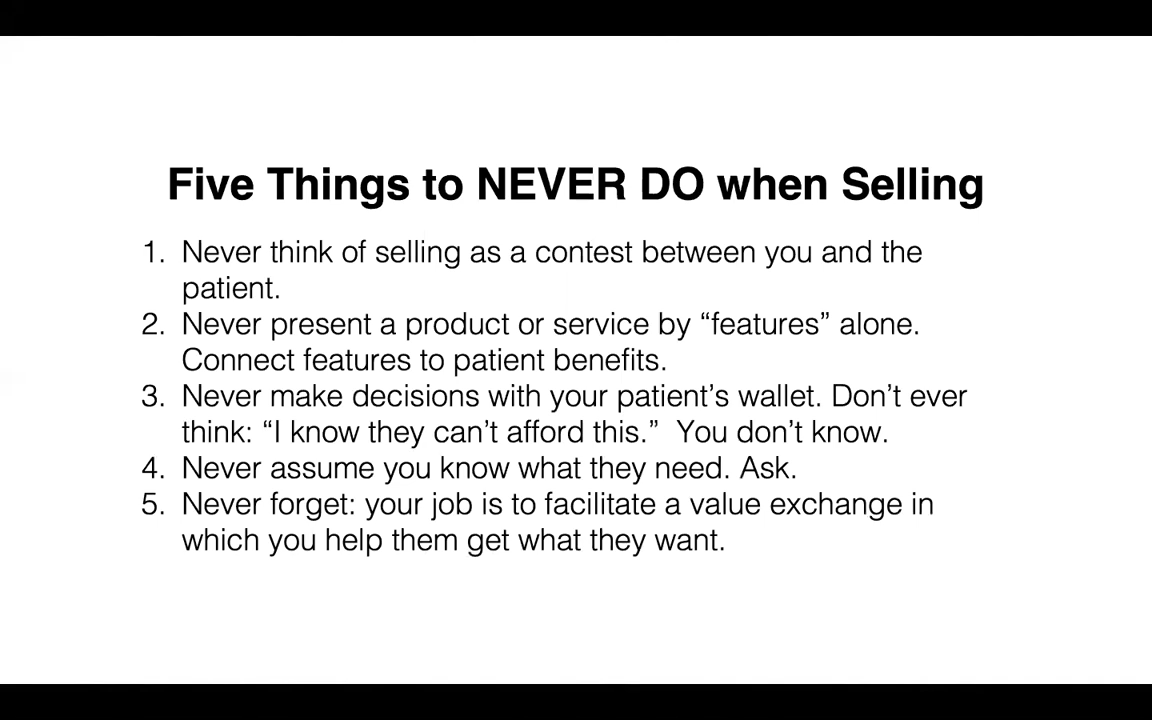 Five Things to NEVER DO when Selling
1. Never think of selling as a contest between you and the
patient.
2. Never present a product or service by “features” alone.
Connect features to patient benefits.
3. Never make decisions with your patient’s wallet. Don’t ever
think: “I know they can’t afford this.”  You don’t know.
4. Never assume you know what they need. Ask.
5. Never forget: your job is to facilitate a value exchange in
which you help them get what they want.